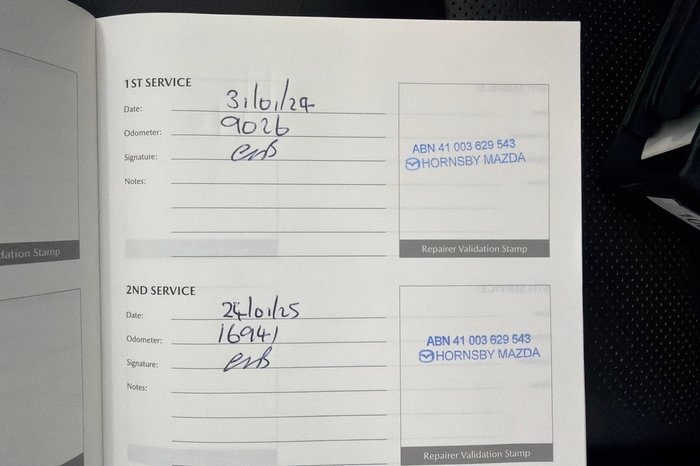 1ST SERVICE
Date: 31/01/24
Odometer: 9026
Signature:
Notes:
ABN 41 003 629 543
HORNSBY MAZDA
Repairer Validation Stamp
dation Stamp
2ND SERVICE
Date: 24/01/25
Odometer: 16941
Signature:
Notes:
ABN 41 003 629 543
HORNSBY MAZDA
Repairer Validation Stamp